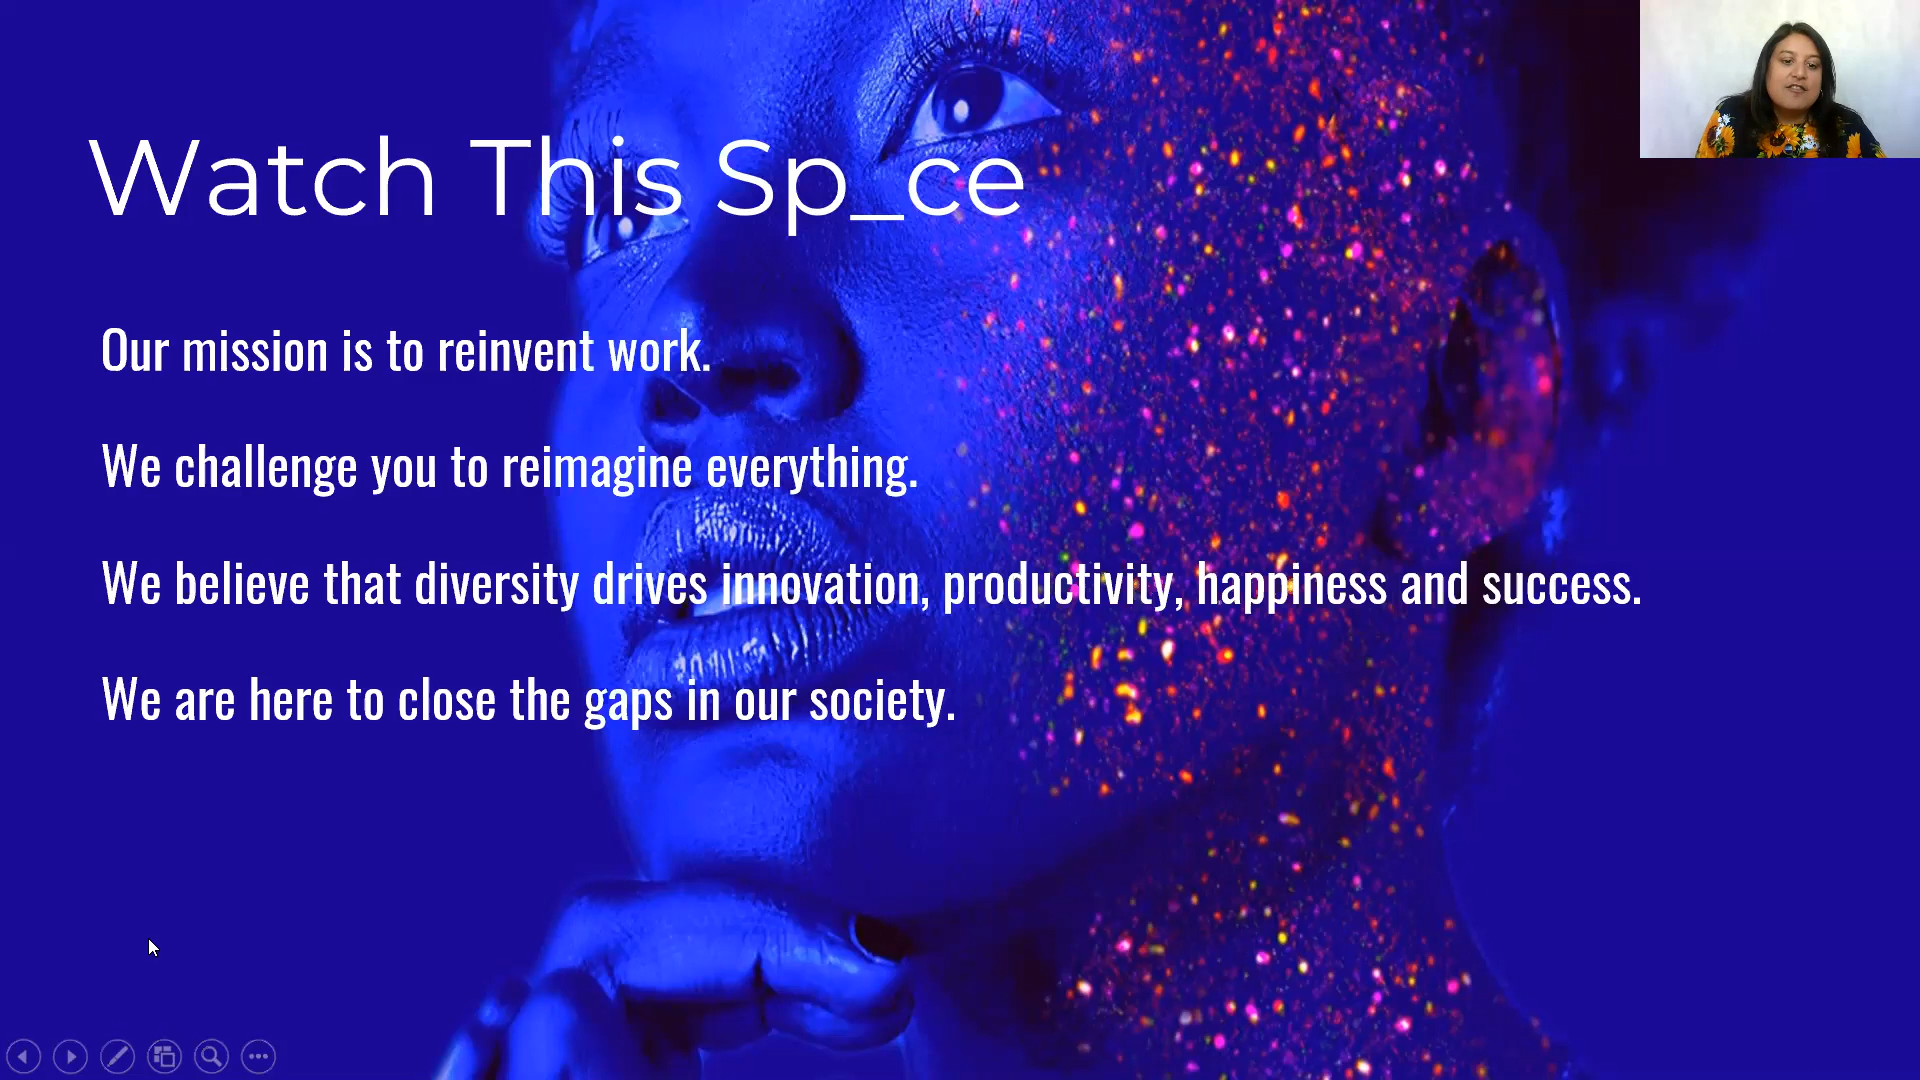 Watch This Sp_ce
Our mission is to reinvent work.
We challenge you to reimagine everything.
We believe that diversity drives innovation, productivity, happiness and success.
We are here to close the gaps in our society.